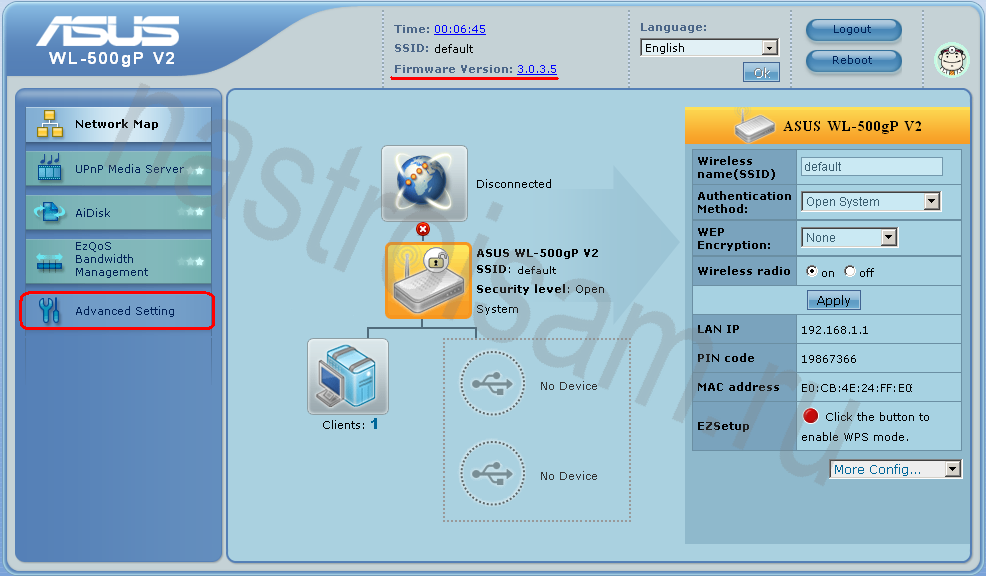 ASUS
WL-500gP V2
Time: 00:06:45
SSID: default
Firmware Version: 3.0.3.5
Language:
English
Ok
Logout
Reboot
Network Map
UPnP Media Server
AiDisk
EzQoS
Bandwidth
Management
Advanced Setting
Disconnected
ASUS WL-500gP V2
SSID: default
Security level: Open
System
Clients: 1
No Device
No Device
ASUS WL-500gP V2
Wireless
name(SSID)
default
Authentication
Method:
Open System
WEP
Encryption:
None
Wireless radio
on off
Apply
LAN IP
192.168.1.1
PIN code
19867366
MAC address
E0:CB:4E:24:FF:E0
EZSetup
Click the button to
enable WPS mode.
More Config...
nastroisam.ru